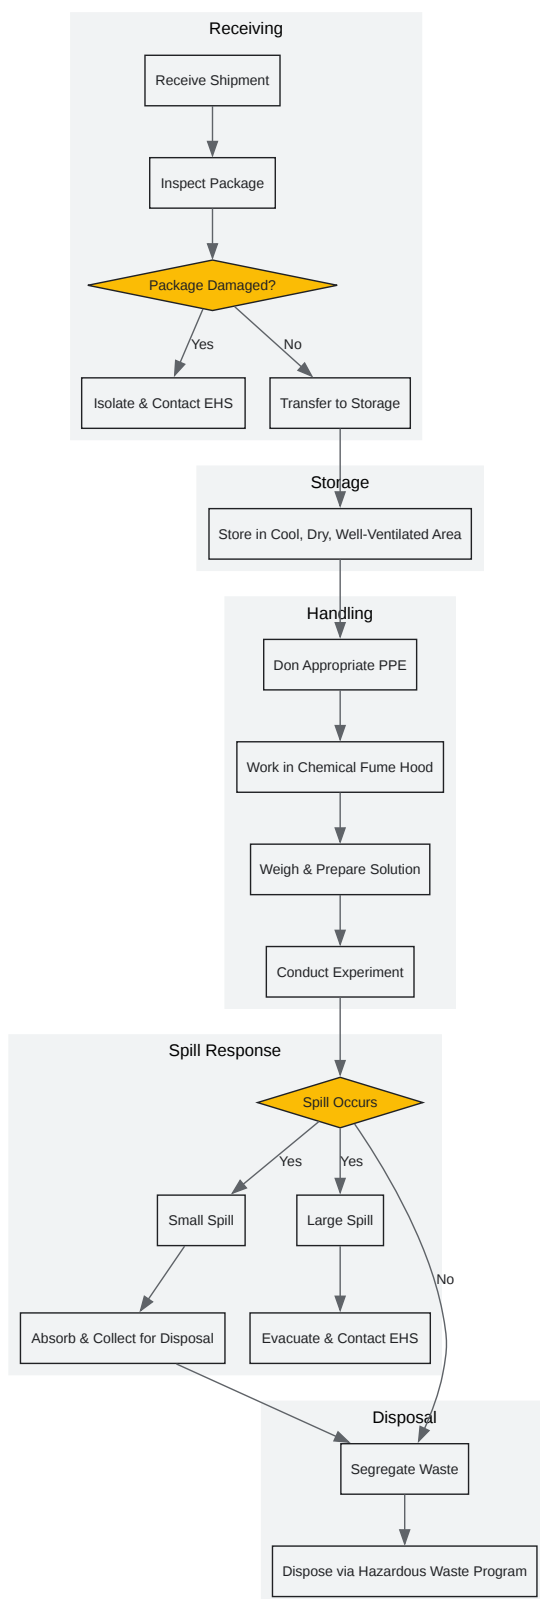 Receiving
Receive Shipment
Inspect Package
Package Damaged?
Yes
No
Isolate & Contact EHS
Transfer to Storage
Storage
Store in Cool, Dry, Well-Ventilated Area
Handling
Don Appropriate PPE
Work in Chemical Fume Hood
Weigh & Prepare Solution
Conduct Experiment
Spill Response
Spill Occurs
Yes
Yes
Small Spill
Large Spill
No
Absorb & Collect for Disposal
Evacuate & Contact EHS
Disposal
Segregate Waste
Dispose via Hazardous Waste Program